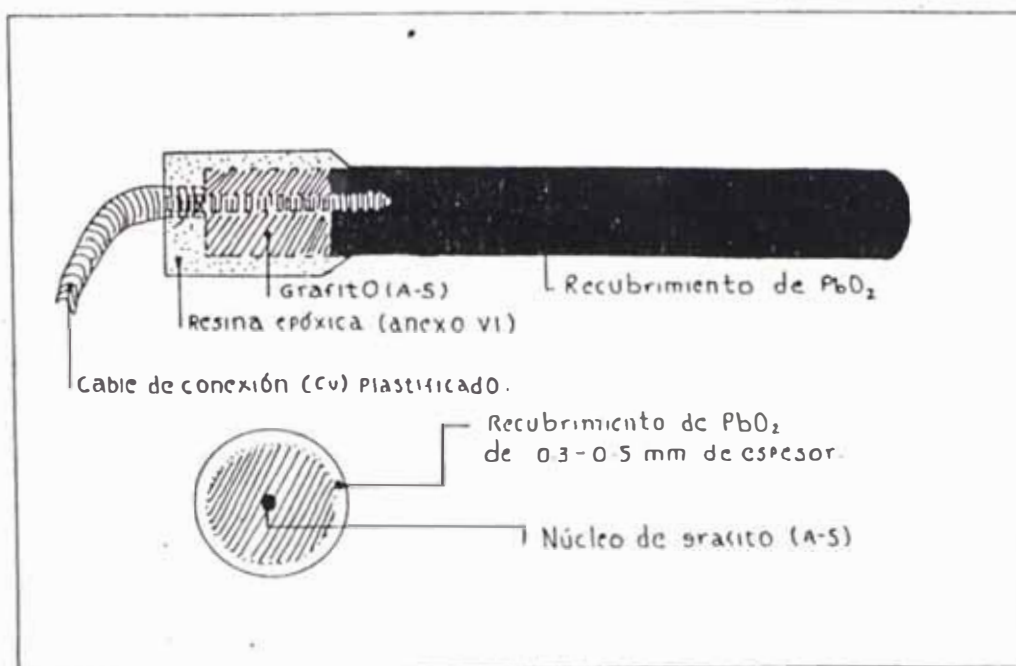 Grafito (A-S)
Recubrimiento de PbO₂
Resina epóxica (anexo VI)
Cable de conexión (Cu) Plastificado.
Recubrimiento de PbO₂
de 0.3-0.5 mm de espesor.
Núcleo de grafito (A-S)